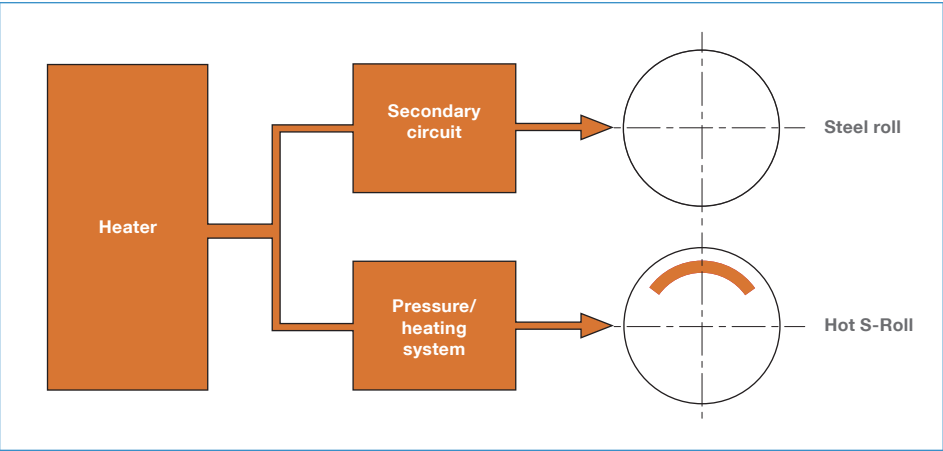 Heater
Secondary
circuit
Steel roll
Pressure/
heating
system
Hot S-Roll